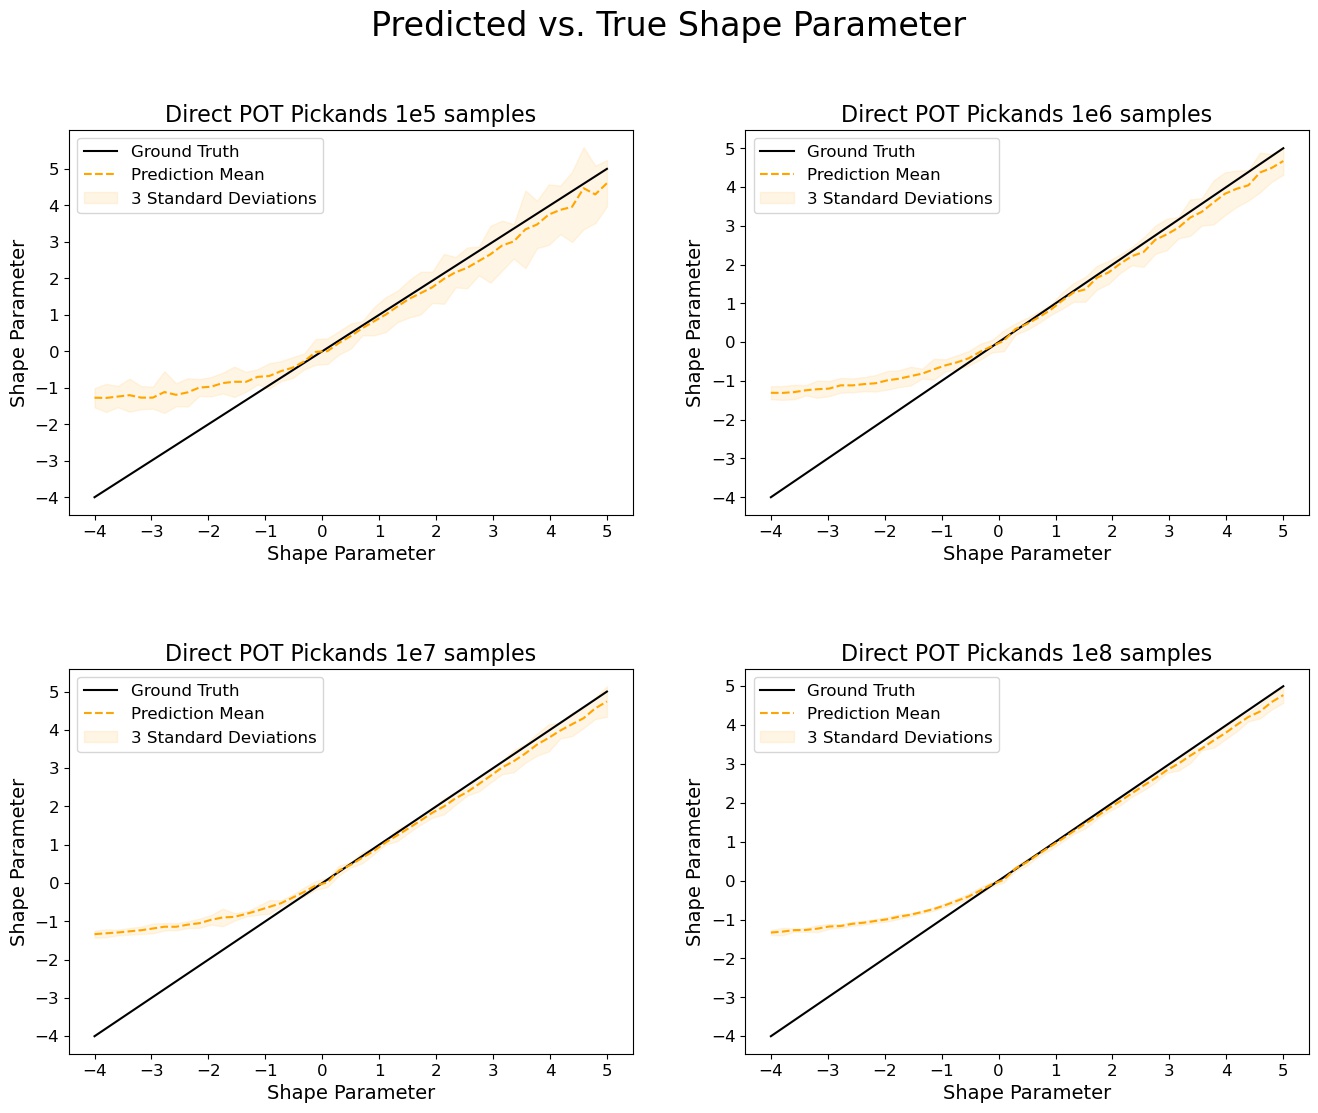 Predicted vs. True Shape Parameter
Direct POT Pickands 1e5 samples
Ground Truth
Prediction Mean
3 Standard Deviations
5
4
3
2
1
0
−1
−2
−3
−4
Shape Parameter
−4 −3 −2 −1 0 1 2 3 4 5
Shape Parameter
Direct POT Pickands 1e6 samples
Ground Truth
Prediction Mean
3 Standard Deviations
5
4
3
2
1
0
−1
−2
−3
−4
Shape Parameter
−4 −3 −2 −1 0 1 2 3 4 5
Shape Parameter
Direct POT Pickands 1e7 samples
Ground Truth
Prediction Mean
3 Standard Deviations
5
4
3
2
1
0
−1
−2
−3
−4
Shape Parameter
−4 −3 −2 −1 0 1 2 3 4 5
Shape Parameter
Direct POT Pickands 1e8 samples
Ground Truth
Prediction Mean
3 Standard Deviations
5
4
3
2
1
0
−1
−2
−3
−4
Shape Parameter
−4 −3 −2 −1 0 1 2 3 4 5
Shape Parameter